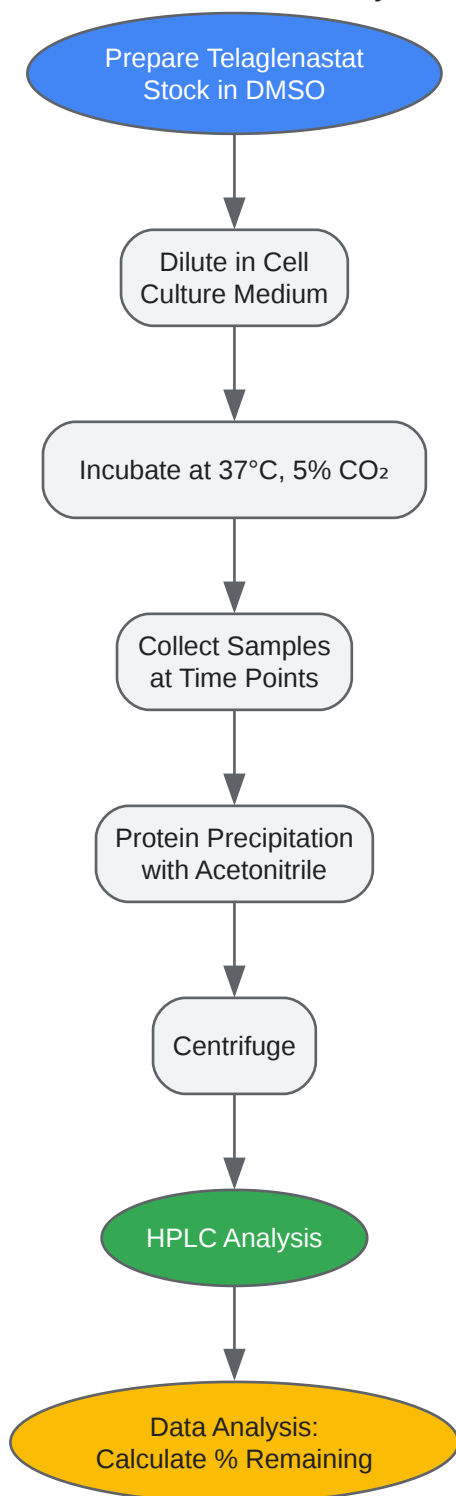 Prepare Telaglenastat
Stock in DMSO
Dilute in Cell
Culture Medium
Incubate at 37°C, 5% CO₂
Collect Samples
at Time Points
Protein Precipitation
with Acetonitrile
Centrifuge
HPLC Analysis
Data Analysis:
Calculate % Remaining